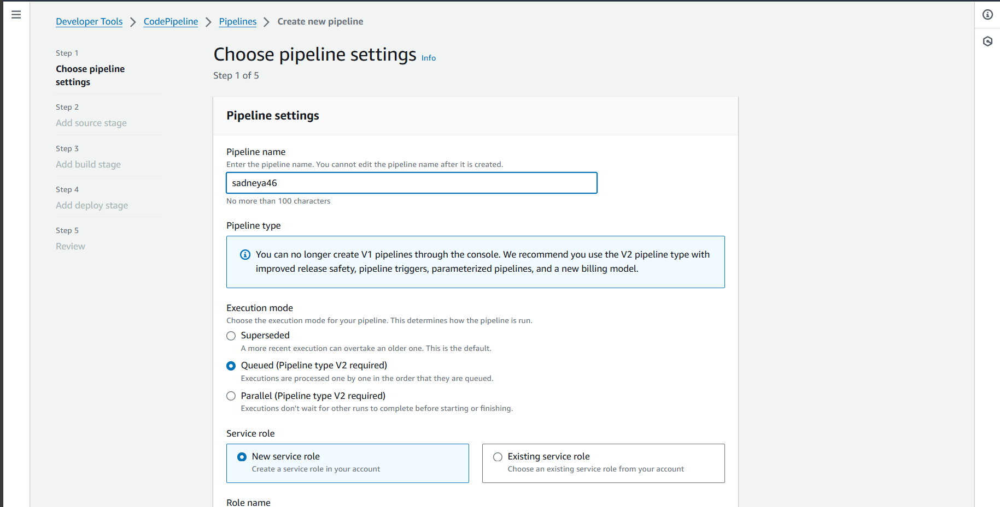 Developer Tools > CodePipeline > Pipelines > Create new pipeline
Step 1
Choose pipeline
settings
Step 2
Add source stage
Step 3
Add build stage
Step 4
Add deploy stage
Step 5
Review
Choose pipeline settings Info
Step 1 of 5
Pipeline settings
Pipeline name
Enter the pipeline name. You cannot edit the pipeline name after it is created.
sadneya46
No more than 100 characters
Pipeline type
You can no longer create V1 pipelines through the console. We recommend you use the V2 pipeline type with
improved release safety, pipeline triggers, parameterized pipelines, and a new billing model.
Execution mode
Choose the execution mode for your pipeline. This determines how the pipeline is run.
Superseded
A more recent execution can overtake an older one. This is the default.
Queued (Pipeline type V2 required)
Executions are processed one by one in the order that they are queued.
Parallel (Pipeline type V2 required)
Executions don't wait for other runs to complete before starting or finishing.
Service role
New service role
Create a service role in your account
Existing service role
Choose an existing service role from your account
Role name